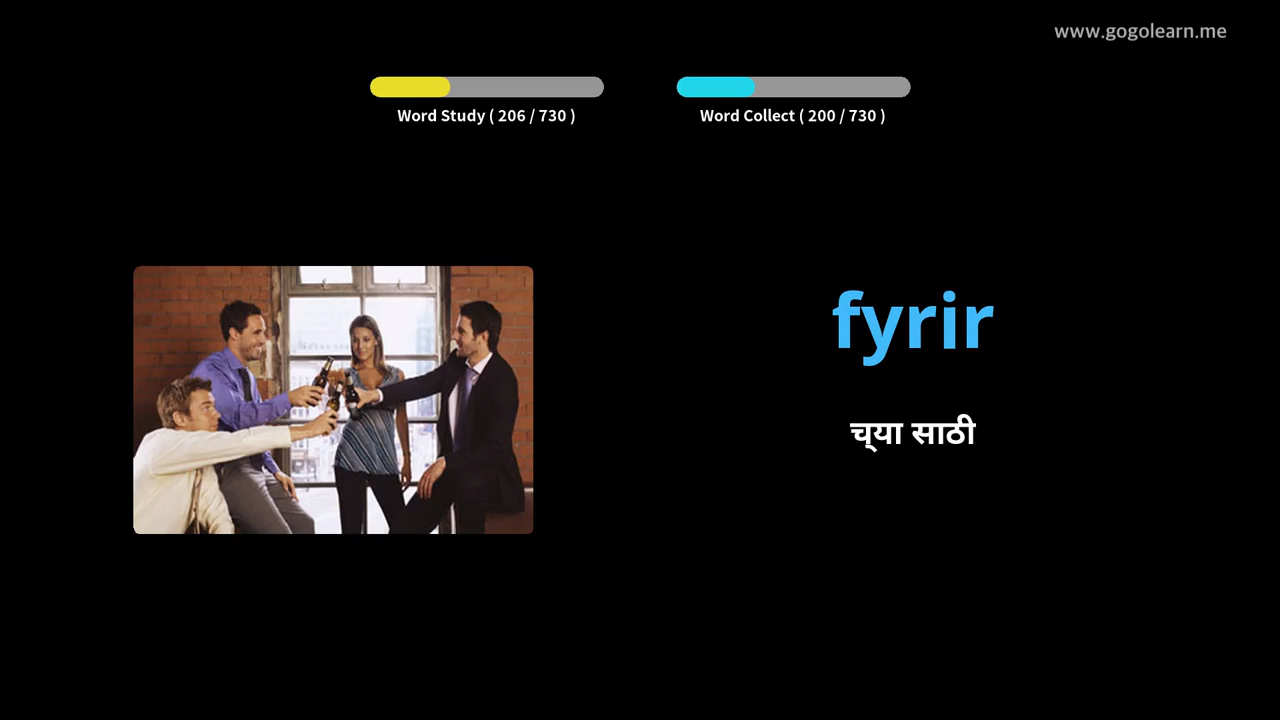 www.gogolearn.me
Word Study ( 206 / 730 )
Word Collect ( 200 / 730 )
fyrir
च्या साठी